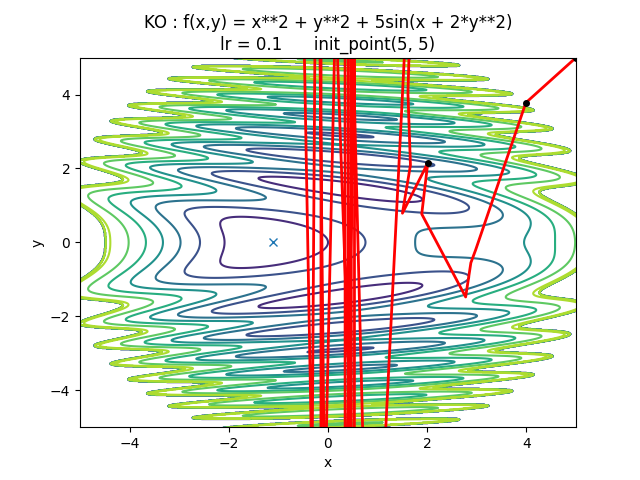 KO : f(x,y) = x**2 + y**2 + 5sin(x + 2*y**2)
lr = 0.1 init_point(5, 5)
4
2
0
−2
−4
y
−4 −2 0 2 4
x